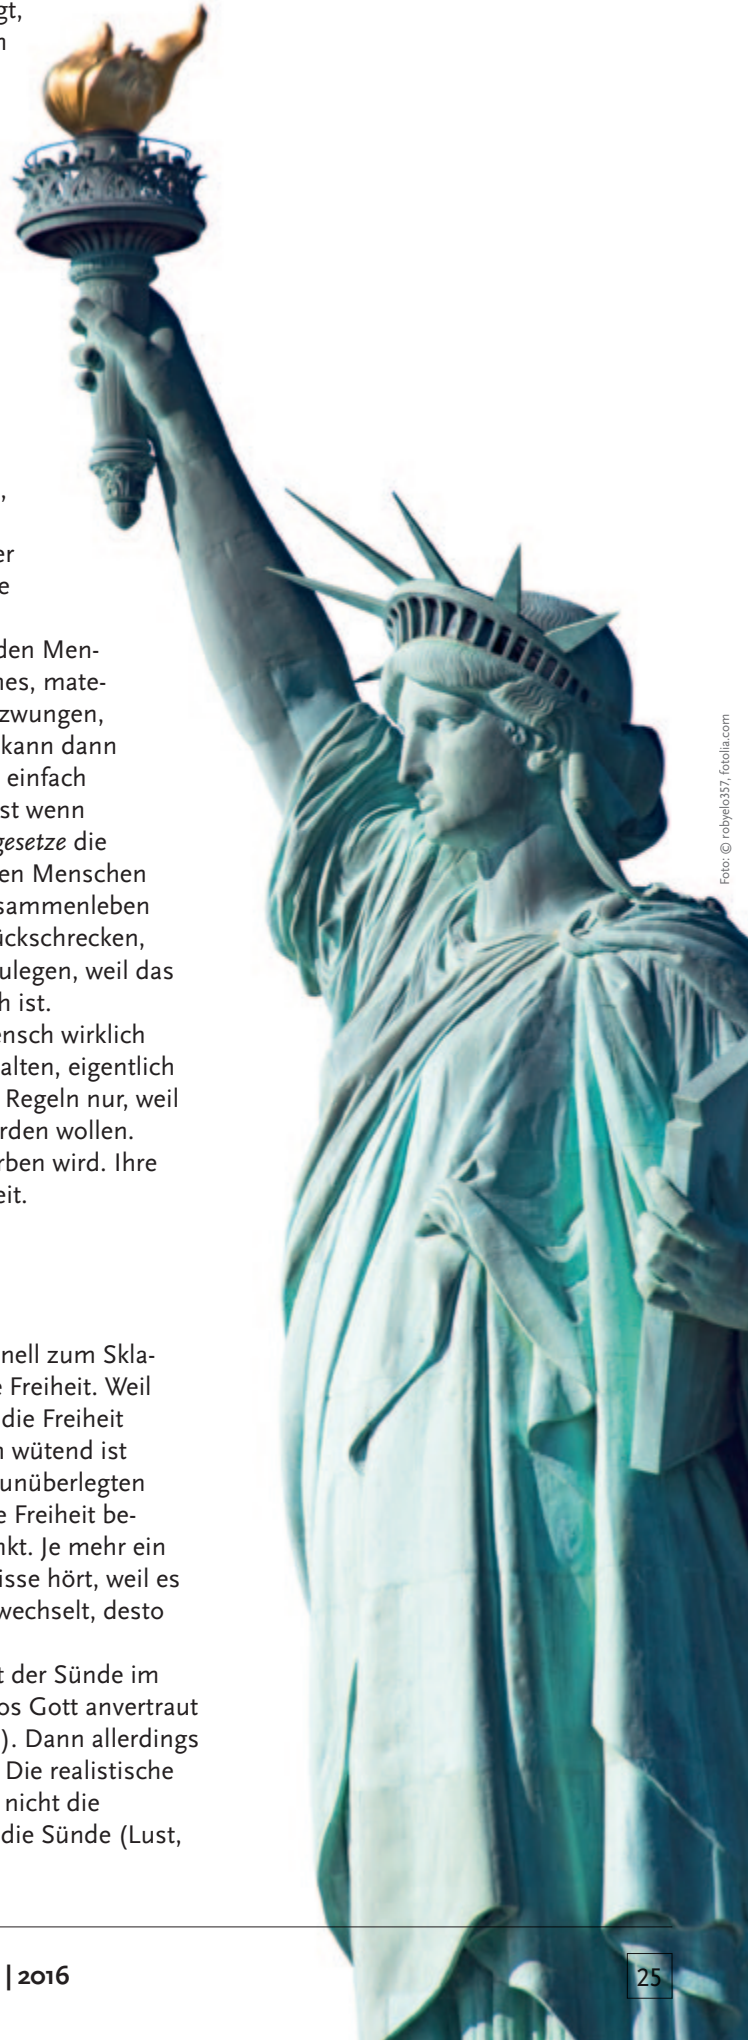 gt,
n
,
er
e
den Men-
nes, mate-
zwungen,
kann dann
einfach
st wenn
gesetze die
en Menschen
sammenleben
ückschrecken,
ulegen, weil das
h ist.
ensch wirklich
alten, eigentlich
Regeln nur, weil
rden wollen.
rben wird. Ihre
eit.
nell zum Skla-
e Freiheit. Weil
die Freiheit
n wütend ist
unüberlegten
e Freiheit be-
nkt. Je mehr ein
isse hört, weil es
wechselt, desto
t der Sünde im
os Gott anvertraut
). Dann allerdings
Die realistische
nicht die
die Sünde (Lust,
Foto: © robyelo357, fotolia.com
| 2016
25